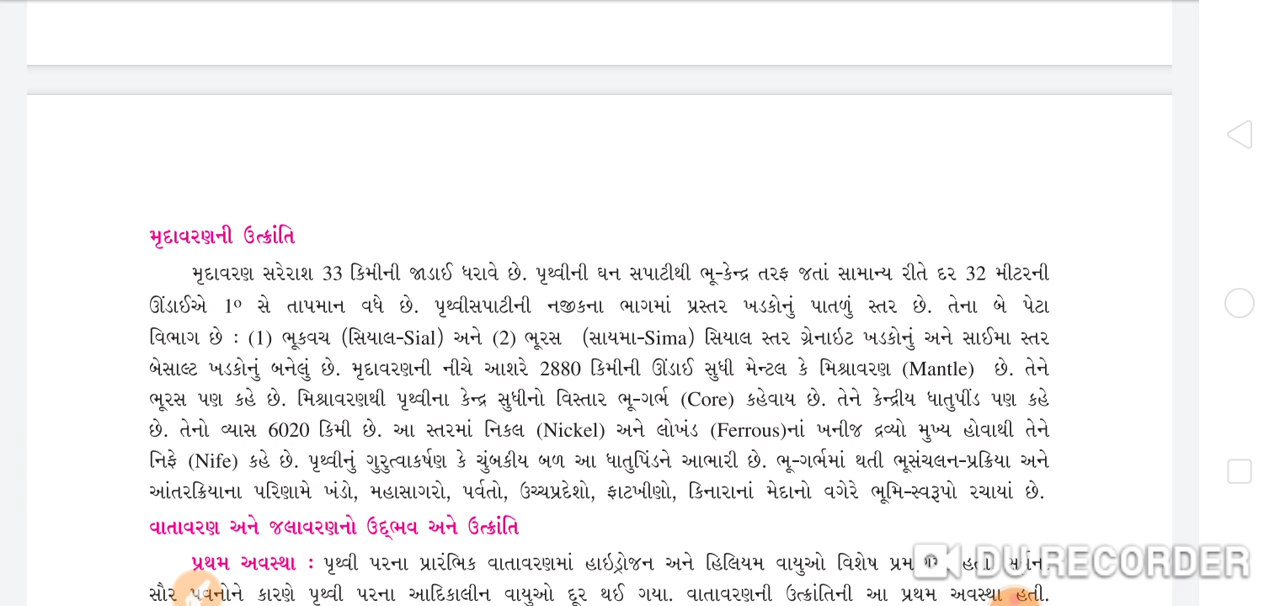 મૃદાવરણની ઉત્ક્રાંતિ
મૃદાવરણ સરેરાશ 33 કિમીની જાડાઈ ધરાવે છે. પૃથ્વીની ઘન સપાટીથી ભૂ-કેન્દ્ર તરફ જતાં સામાન્ય રીતે દર 32 મીટરની
ઊંડાઈએ 1º સે તાપમાન વધે છે. પૃથ્વીસપાટીની નજીકના ભાગમાં પ્રસ્તર ખડકોનું પાતળું સ્તર છે. તેના બે પેટા
વિભાગ છે : (1) ભૂકવચ (સિયાલ-Sial) અને (2) ભૂરસ (સાયમા-Sima) સિયાલ સ્તર ગ્રેનાઇટ ખડકોનું અને સાઈમા સ્તર
બેસાલ્ટ ખડકોનું બનેલું છે. મૃદાવરણની નીચે આશરે 2880 કિમીની ઊંડાઈ સુધી મેન્ટલ કે મિશ્રાવરણ (Mantle) છે. તેને
ભૂરસ પણ કહે છે. મિશ્રાવરણથી પૃથ્વીના કેન્દ્ર સુધીનો વિસ્તાર ભૂ-ગર્ભ (Core) કહેવાય છે. તેને કેન્દ્રીય ધાતુપીંડ પણ કહે
છે. તેનો વ્યાસ 6020 કિમી છે. આ સ્તરમાં નિકલ (Nickel) અને લોખંડ (Ferrous)નાં ખનીજ દ્રવ્યો મુખ્ય હોવાથી તેને
નિફે (Nife) કહે છે. પૃથ્વીનું ગુરુત્વાકર્ષણ કે ચુંબકીય બળ આ ધાતુપિંડને આભારી છે. ભૂ-ગર્ભમાં થતી ભૂસંચલન-પ્રક્રિયા અને
આંતરક્રિયાના પરિણામે ખંડો, મહાસાગરો, પર્વતો, ઉચ્ચપ્રદેશો, ફાટખીણો, કિનારાનાં મેદાનો વગેરે ભૂમિ-સ્વરૂપો રચાયાં છે.
વાતાવરણ અને જલાવરણનો ઉદ્‌ભવ અને ઉત્ક્રાંતિ
પ્રથમ અવસ્થા : પૃથ્વી પરના પ્રારંભિક વાતાવરણમાં હાઇડ્રોજન અને હિલિયમ વાયુઓ વિશેષ
સૌર પવનોને કારણે પૃથ્વી પરના આદિકાલીન વાયુઓ દૂર થઈ ગયા. વાતાવરણની ઉત્ક્રાંતિની આ પ્રથમ અવસ્થા હતી.
DU RECORDER